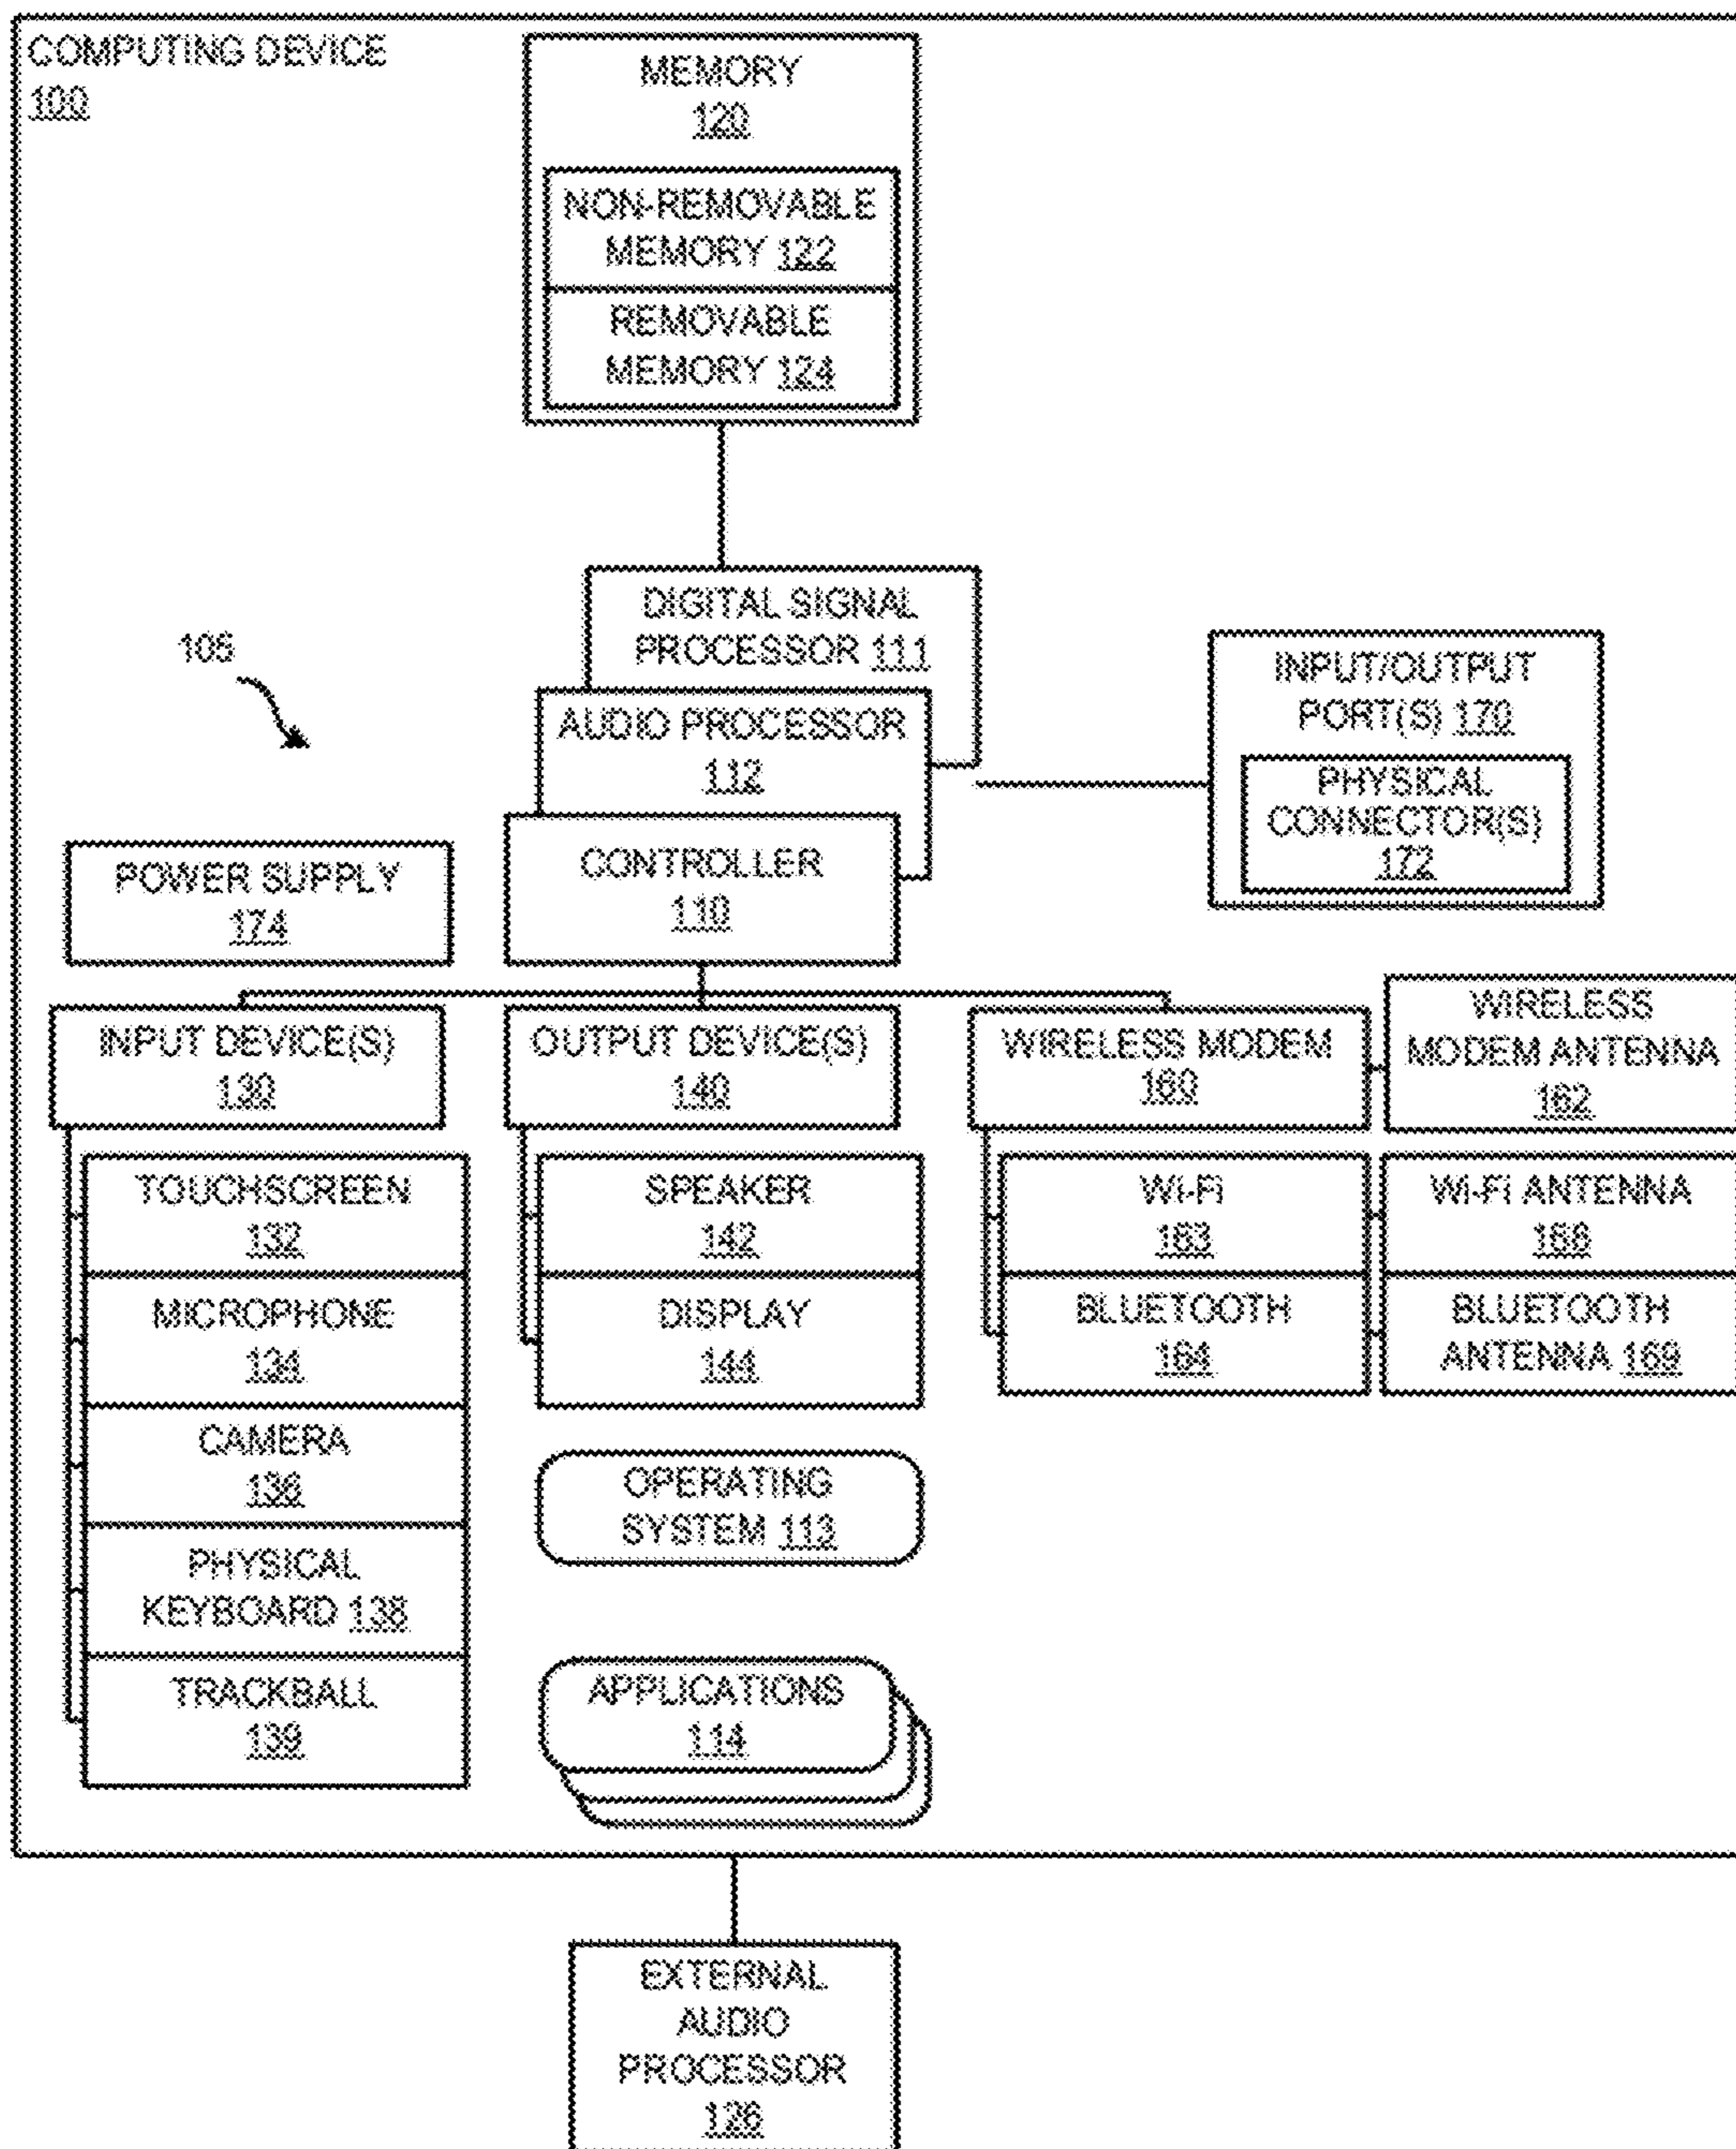 COMPUTING DEVICE
100
MEMORY
120
NON-REMOVABLE
MEMORY 122
REMOVABLE
MEMORY 124
DIGITAL SIGNAL
PROCESSOR 111
105
INPUT/OUTPUT
PORT(S) 170
AUDIO PROCESSOR
112
PHYSICAL
CONNECTOR(S)
172
POWER SUPPLY
174
CONTROLLER
110
INPUT DEVICE(S)
130
OUTPUT DEVICE(S)
140
WIRELESS MODEM
160
WIRELESS
MODEM ANTENNA
162
TOUCHSCREEN
132
MICROPHONE
134
CAMERA
136
PHYSICAL
KEYBOARD 138
TRACKBALL
139
SPEAKER
142
DISPLAY
144
WI-Fi
163
BLUETOOTH
164
WI-Fi ANTENNA
168
BLUETOOTH
ANTENNA 169
OPERATING
SYSTEM 113
APPLICATIONS
114
EXTERNAL
AUDIO
PROCESSOR
126